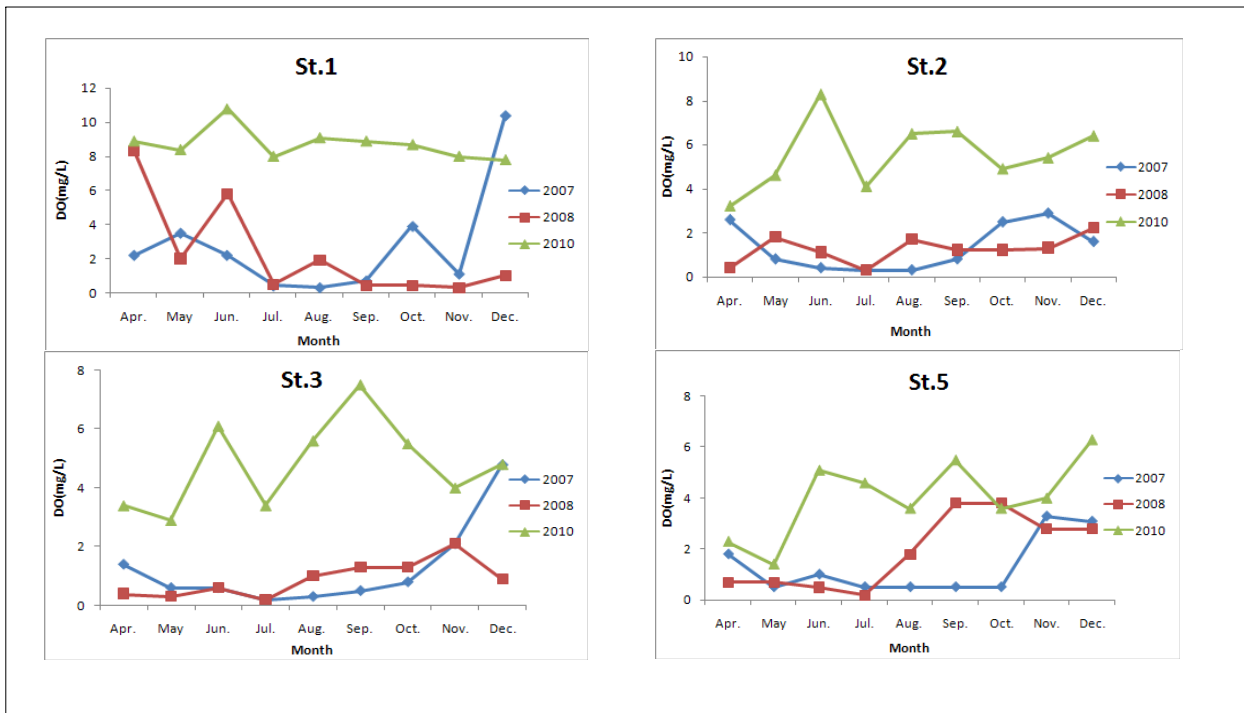 St.1
12
10
8
6
4
2
0
DO(mg/L)
Apr. May Jun. Jul. Aug. Sep. Oct. Nov. Dec.
Month
2007
2008
2010
St.2
10
8
6
4
2
0
DO(mg/L)
Apr. May Jun. Jul. Aug. Sep. Oct. Nov. Dec.
Month
2007
2008
2010
St.3
8
6
4
2
0
DO(mg/L)
Apr. May Jun. Jul. Aug. Sep. Oct. Nov. Dec.
Month
2007
2008
2010
St.5
8
6
4
2
0
DO(mg/L)
Apr. May Jun. Jul. Aug. Sep. Oct. Nov. Dec.
Month
2007
2008
2010